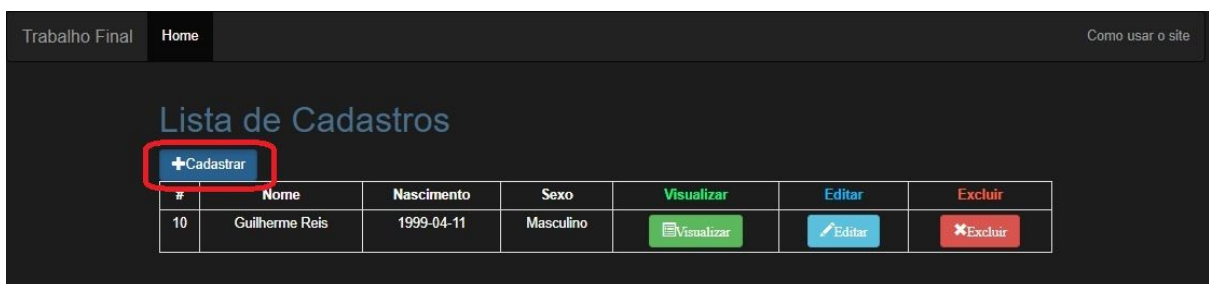 Trabalho Final Home Como usar o site
Lista de Cadastros
Cadastrar
# Nome Nascimento Sexo Visualizar Editar Excluir
10 Guilherme Reis 1999-04-11 Masculino Visualizar Editar Excluir